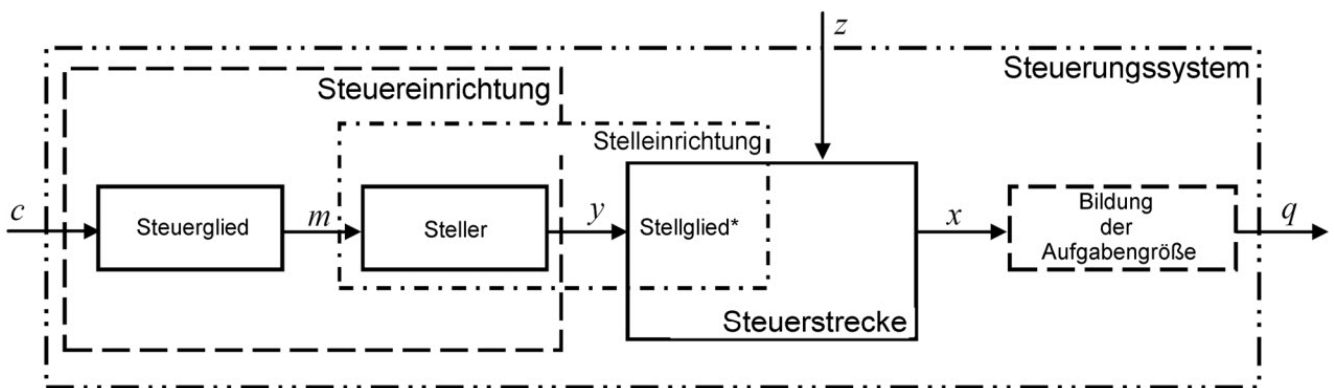 z
Steuerungssystem
Steuereinrichtung
Stelleinrichtung
c
Steuerglied
m
Steller
y
Stellglied*
x
Bildung
der
Aufgabengröße
q
Steuerstrecke